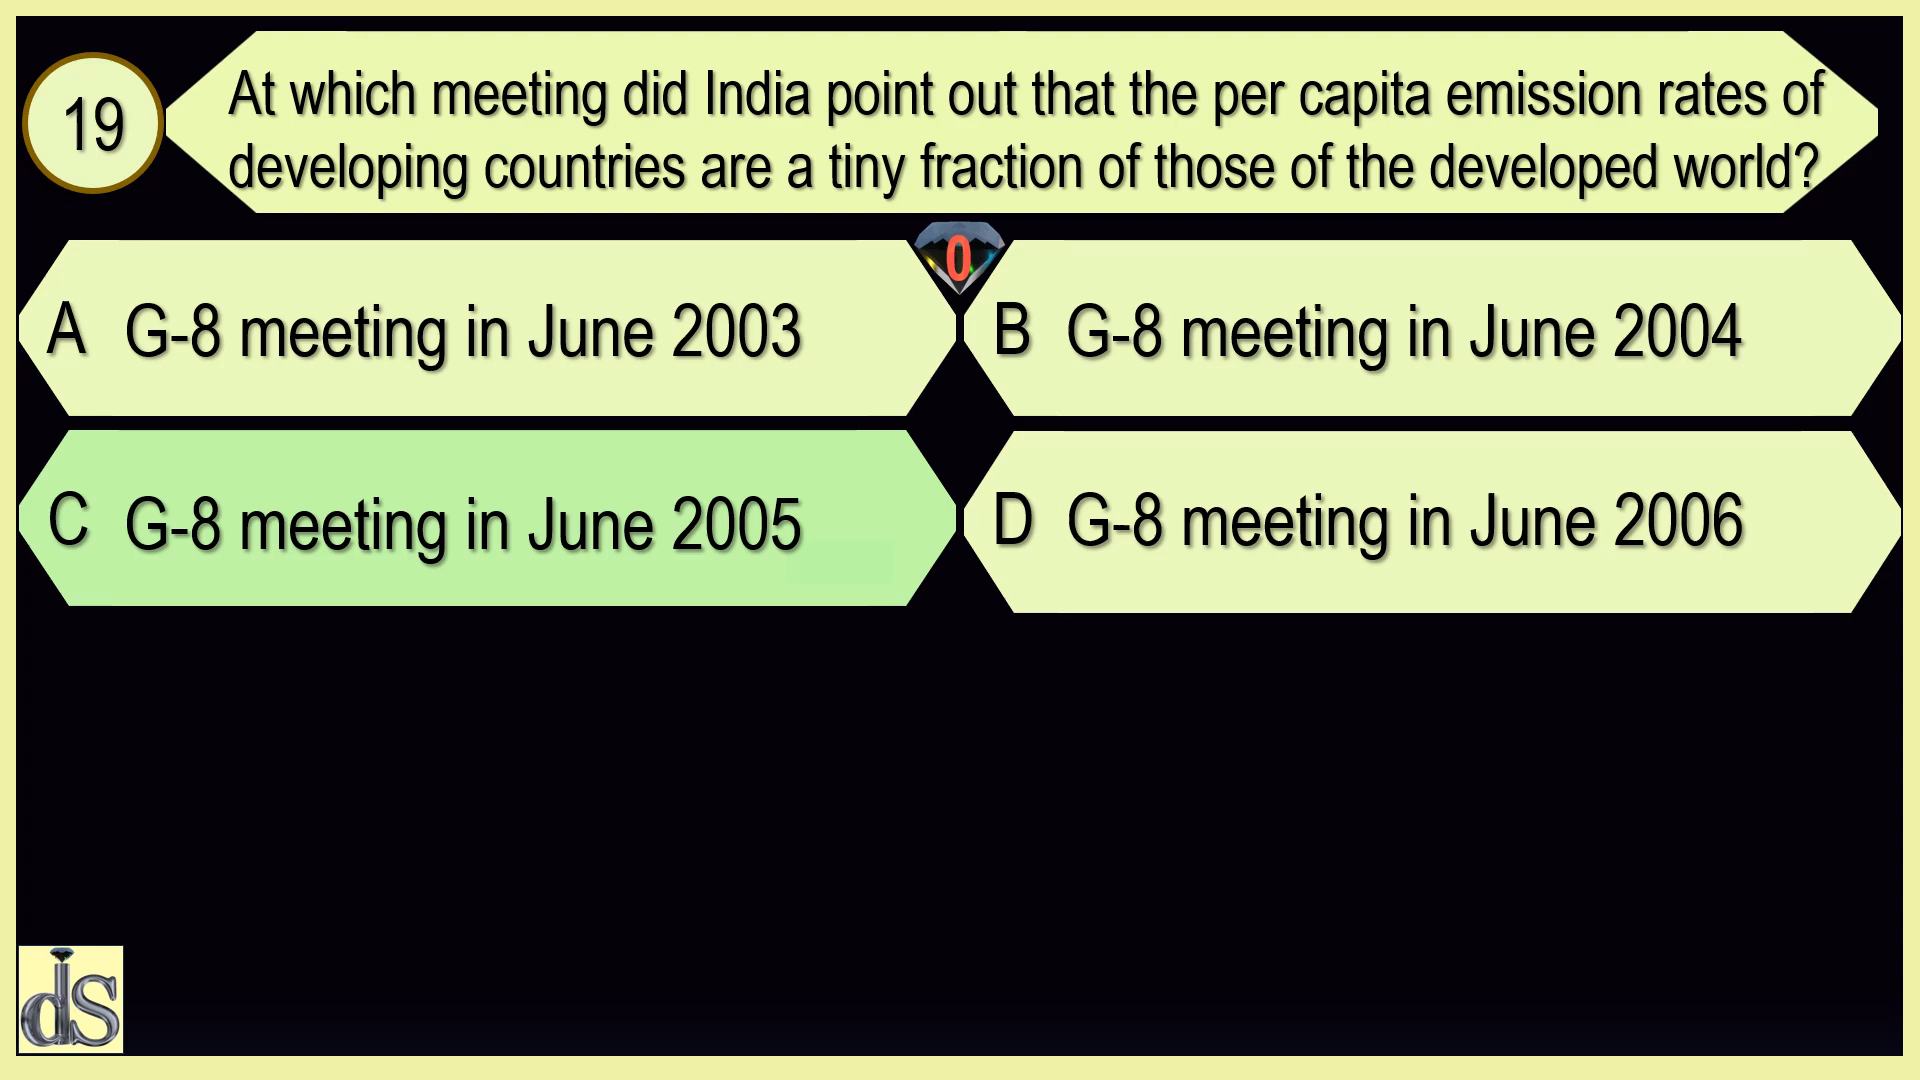 19
At which meeting did India point out that the per capita emission rates of
developing countries are a tiny fraction of those of the developed world?
0
A G-8 meeting in June 2003
B G-8 meeting in June 2004
C G-8 meeting in June 2005
D G-8 meeting in June 2006
ds